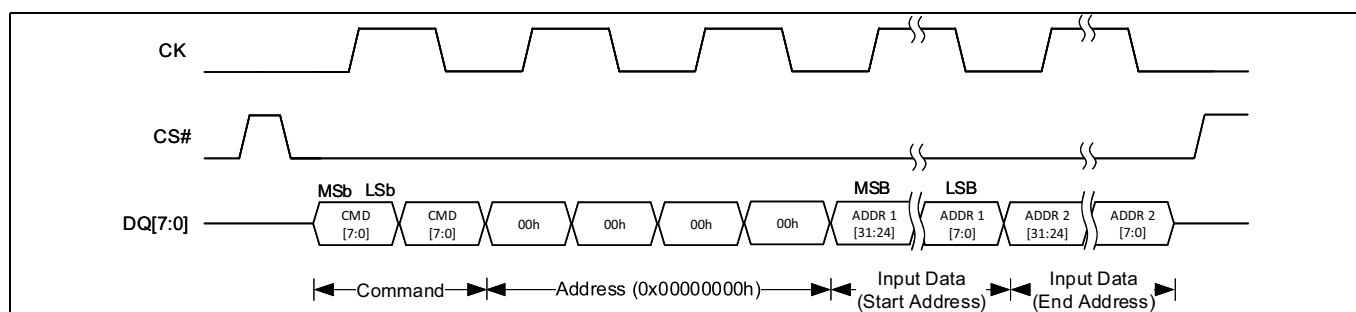 CK
CS#
MSb LSb MSB LSB
DQ[7:0]
CMD [7:0] CMD [7:0] 00h 00h 00h 00h ADDR 1 [31:24] ADDR 1 [7:0] ADDR 2 [31:24] ADDR 2 [7:0]
Command Address (0x00000000h) Input Data (Start Address) Input Data (End Address)